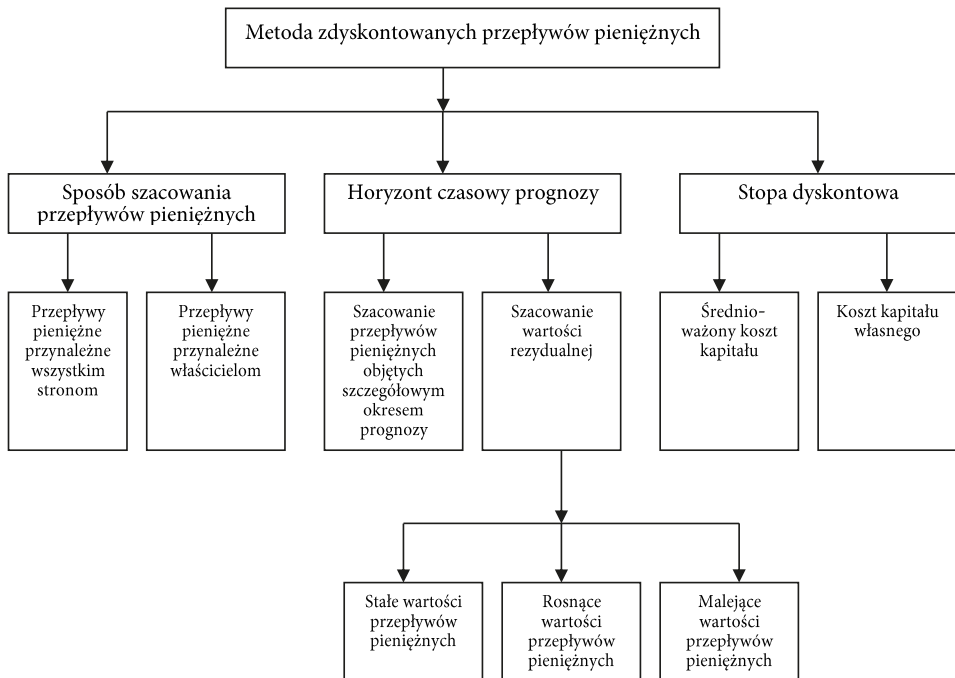 Metoda zdyskontowanych przepływów pieniężnych
Sposób szacowania
przepływów pieniężnych
Horyzont czasowy prognozy
Stopa dyskontowa
Przepływy
pieniężne
przynależne
wszystkim
stronom
Przepływy
pieniężne
przynależne
właścicielom
Szacowanie
przepływów
pieniężnych
objętych
szczegółowym
okresem
prognozy
Szacowanie
wartości
rezydualnej
Średnio-
ważony koszt
kapitału
Koszt kapitału
własnego
Stałe wartości
przepływów
pieniężnych
Rosnące
wartości
przepływów
pieniężnych
Malejące
wartości
przepływów
pieniężnych